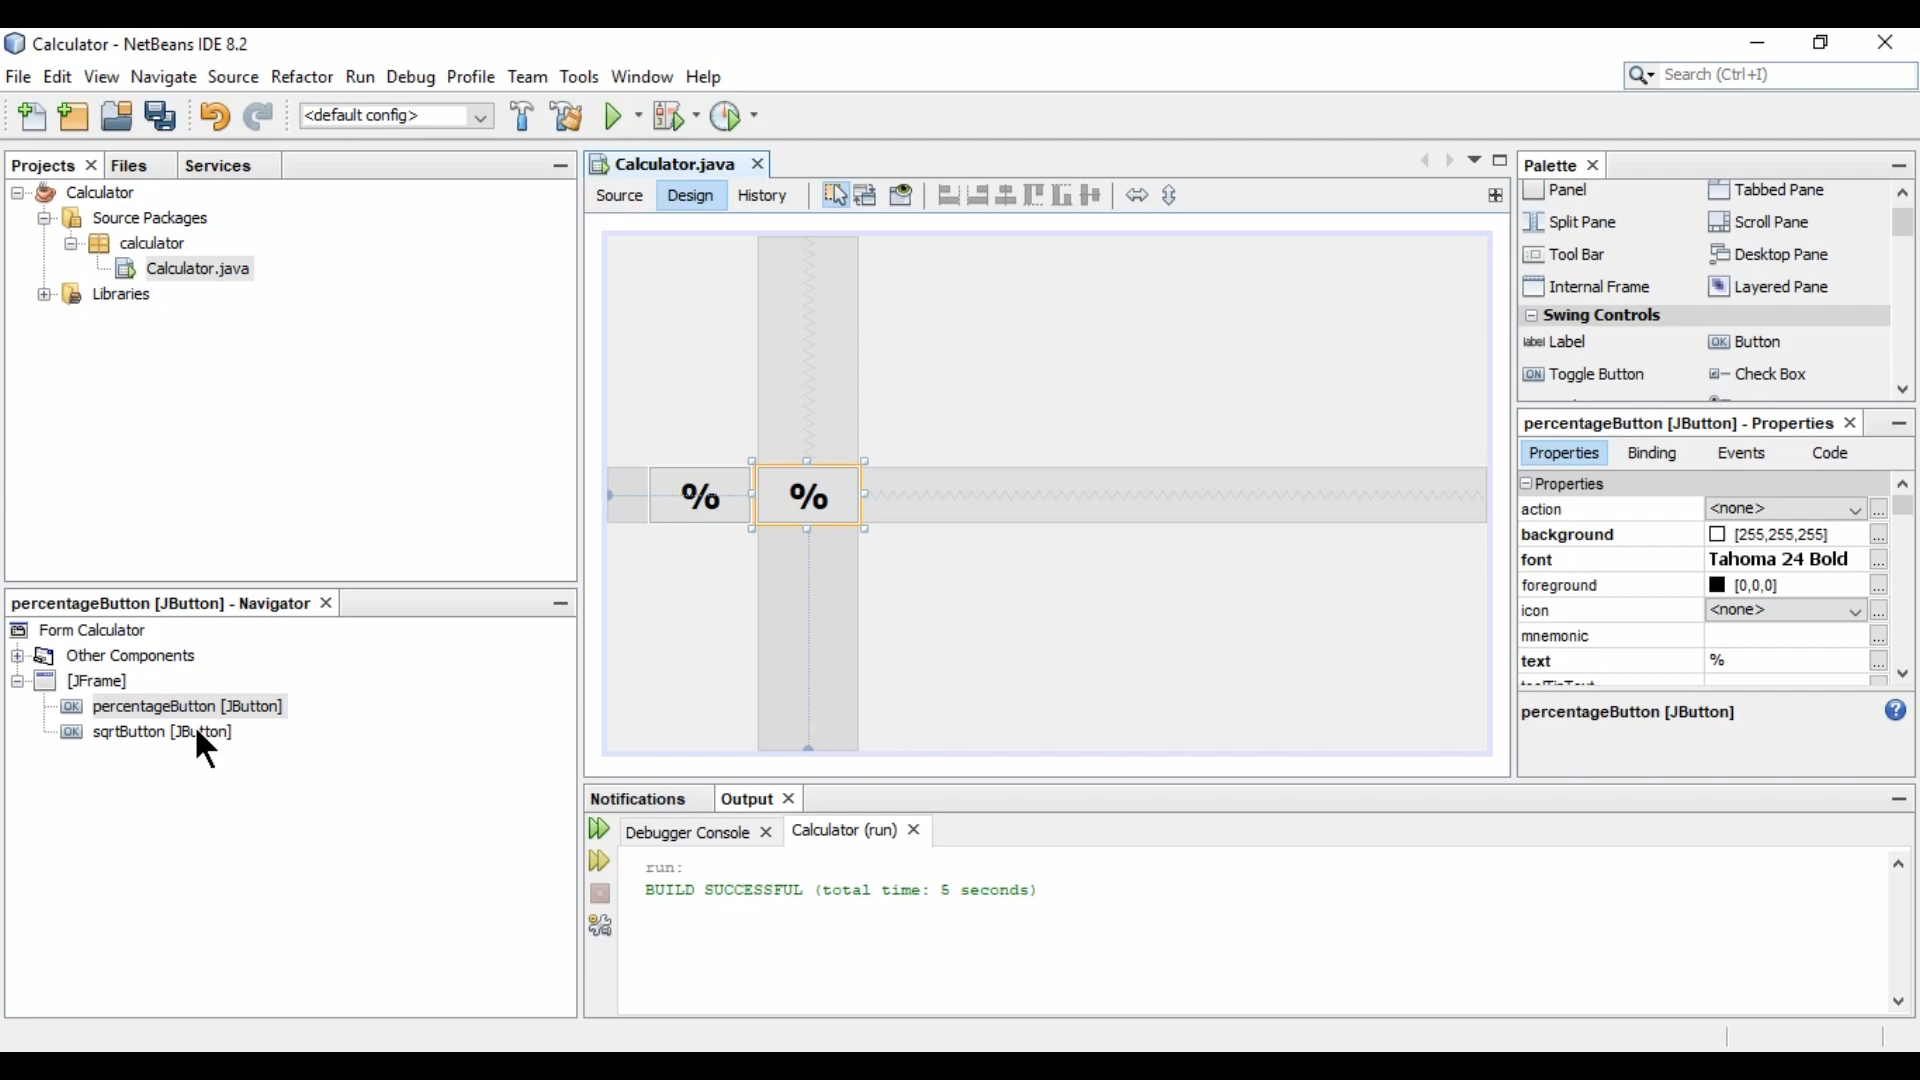 Calculator - NetBeans IDE 8.2
File Edit View Navigate Source Refactor Run Debug Profile Team Tools Window Help
Search (Ctrl+I)
<default config>
Projects Files Services
Calculator
Source Packages
calculator
Calculator.java
Libraries
percentageButton [JButton] - Navigator
Form Calculator
Other Components
[JFrame]
OK percentageButton [JButton]
OK sqrtButton [JButton]
Calculator.java
Source Design History
% %
Notifications Output
Debugger Console Calculator (run)
run:
BUILD SUCCESSFUL (total time: 5 seconds)
Palette
Panel Tabbed Pane
Split Pane Scroll Pane
Tool Bar Desktop Pane
Internal Frame Layered Pane
Swing Controls
label Label OK Button
ON Toggle Button Check Box
percentageButton [JButton] - Properties
Properties Binding Events Code
Properties
action <none> ...
background [255,255,255] ...
font Tahoma 24 Bold ...
foreground [0,0,0] ...
icon <none> ...
mnemonic ...
text % ...
percentageButton [JButton]